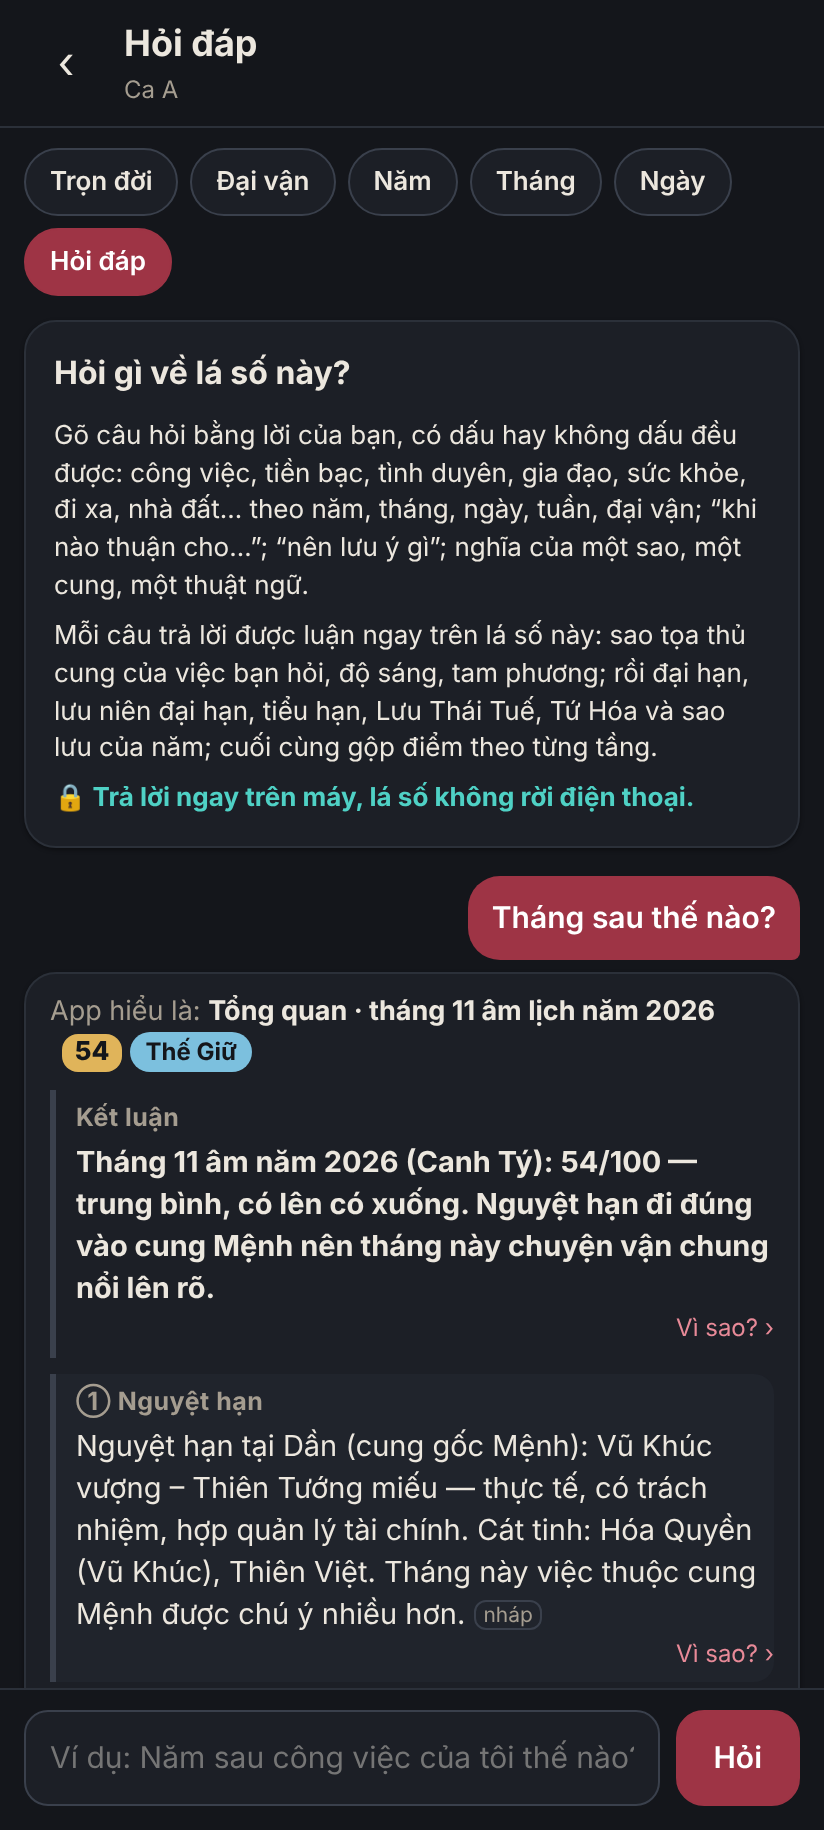 Hỏi đáp
Ca A
Trọn đời
Đại vận
Năm
Tháng
Ngày
Hỏi đáp
Hỏi gì về lá số này?
Gõ câu hỏi bằng lời của bạn, có dấu hay không dấu đều
được: công việc, tiền bạc, tình duyên, gia đạo, sức khỏe,
đi xa, nhà đất... theo năm, tháng, ngày, tuần, đại vận; “khi
nào thuận cho...”; “nên lưu ý gì”; nghĩa của một sao, một
cung, một thuật ngữ.
Mỗi câu trả lời được luận ngay trên lá số này: sao tọa thủ
cung của việc bạn hỏi, độ sáng, tam phương; rồi đại hạn,
lưu niên đại hạn, tiểu hạn, Lưu Thái Tuế, Tứ Hóa và sao
lưu của năm; cuối cùng gộp điểm theo từng tầng.
🔒 Trả lời ngay trên máy, lá số không rời điện thoại.
Tháng sau thế nào?
App hiểu là: Tổng quan · tháng 11 âm lịch năm 2026
54 Thế Giữ
Kết luận
Tháng 11 âm năm 2026 (Canh Tý): 54/100 —
trung bình, có lên có xuống. Nguyệt hạn đi đúng
vào cung Mệnh nên tháng này chuyện vận chung
nổi lên rõ.
Vì sao? ›
① Nguyệt hạn
Nguyệt hạn tại Dần (cung gốc Mệnh): Vũ Khúc
vượng – Thiên Tướng miếu — thực tế, có trách
nhiệm, hợp quản lý tài chính. Cát tinh: Hóa Quyền
(Vũ Khúc), Thiên Việt. Tháng này việc thuộc cung
Mệnh được chú ý nhiều hơn. nháp
Vì sao? ›
Ví dụ: Năm sau công việc của tôi thế nào?
Hỏi